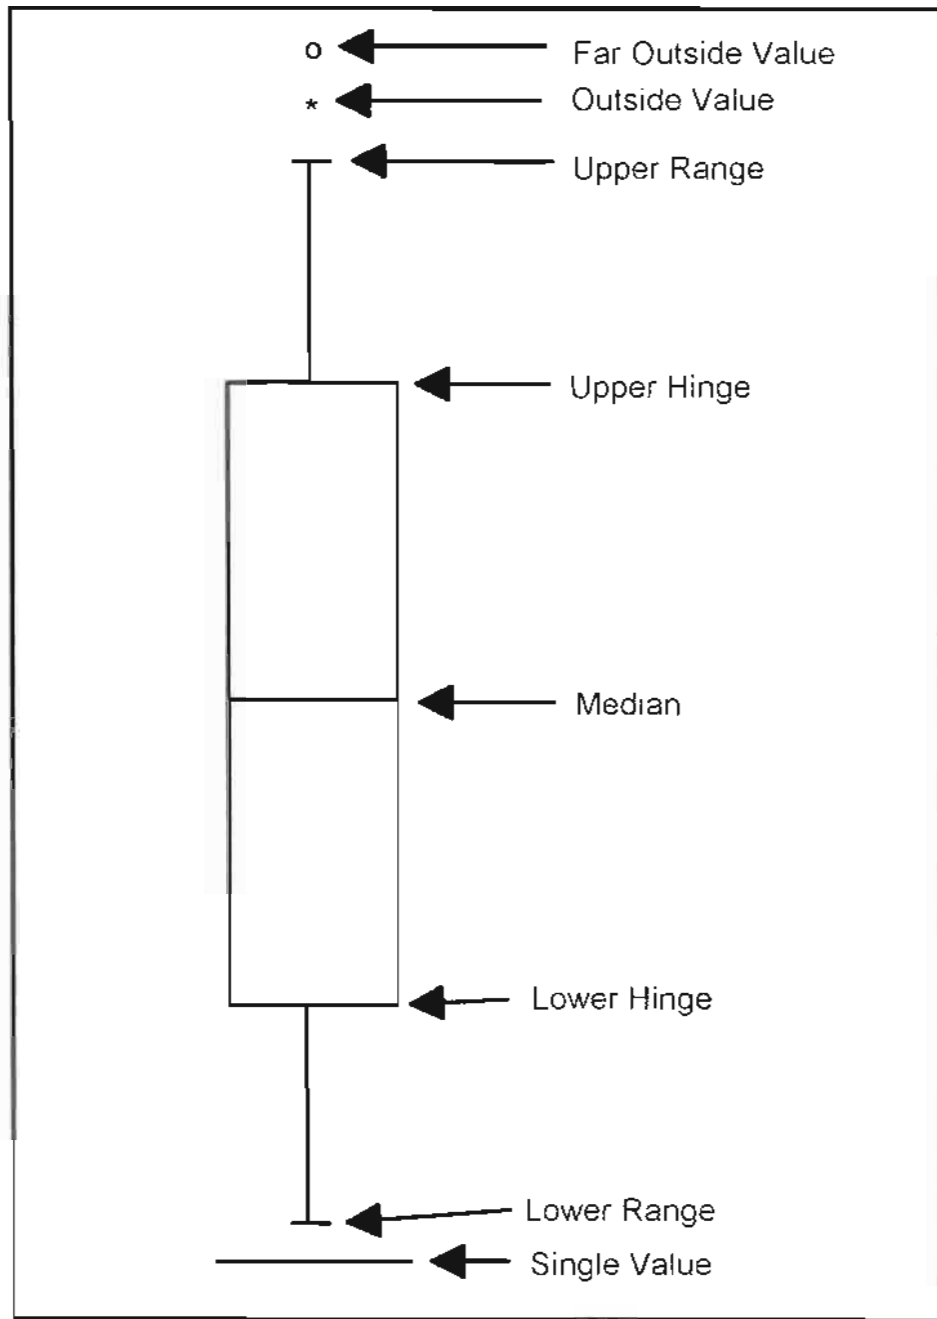 o
Far Outside Value
*
Outside Value
Upper Range
Upper Hinge
Median
Lower Hinge
Lower Range
Single Value